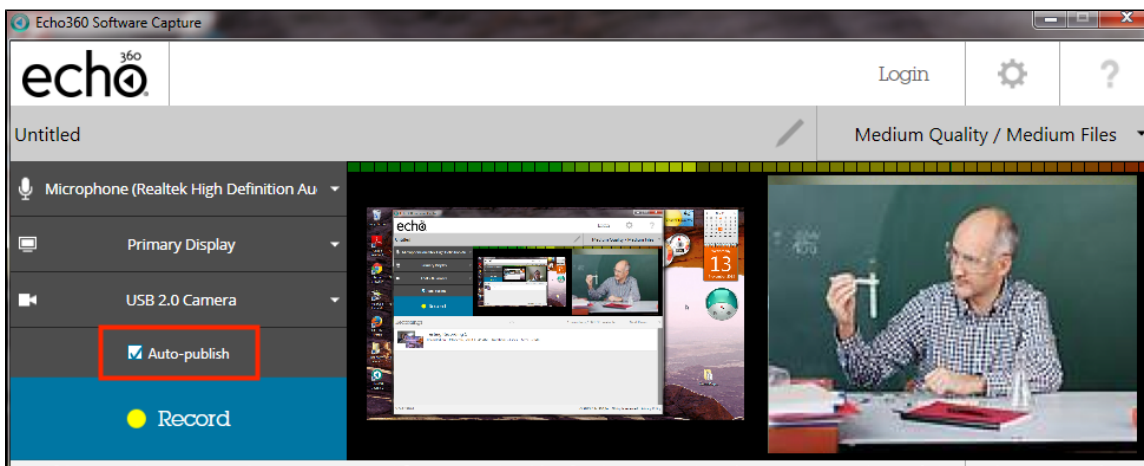 Echo360 Software Capture
echo360
Login
?
Untitled
Medium Quality / Medium Files
Microphone (Realtek High Definition Au
Primary Display
USB 2.0 Camera
Auto-publish
Record
echo
13